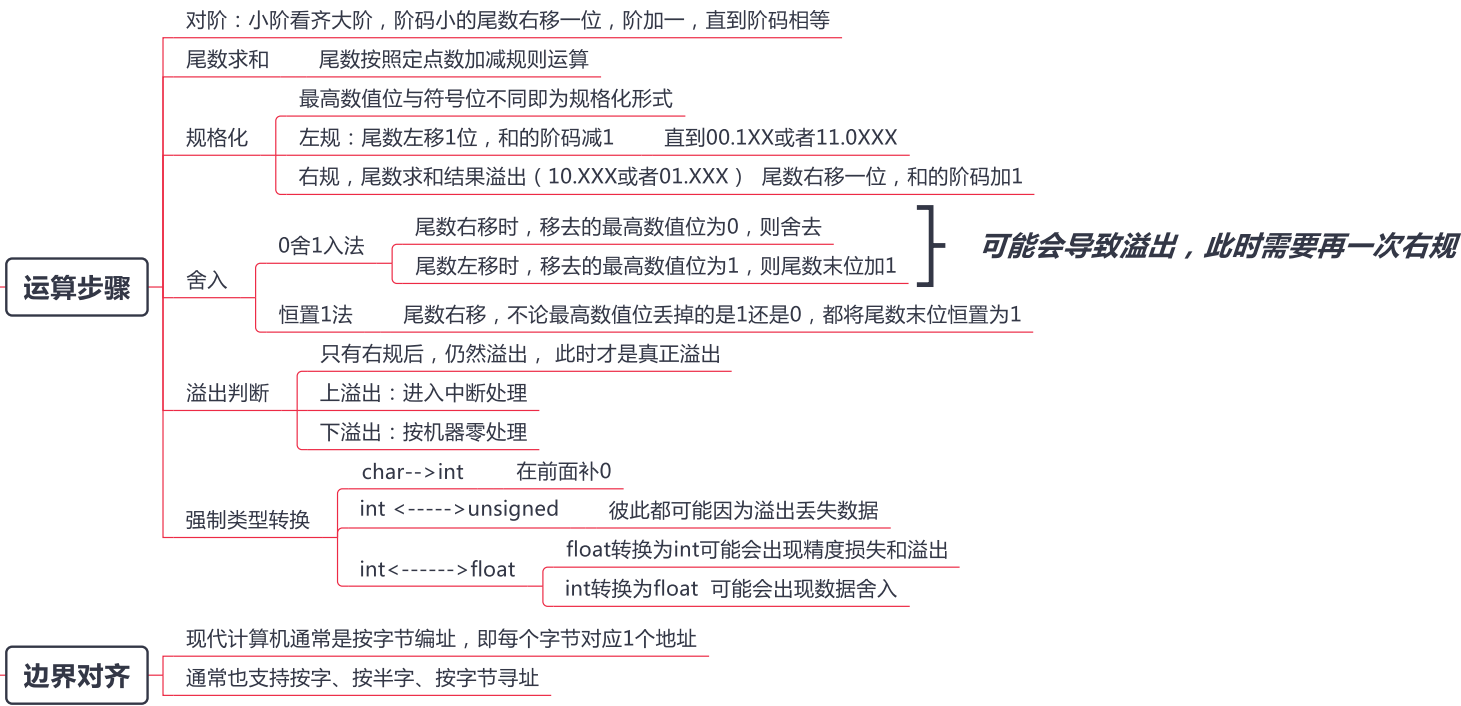 运算步骤
对阶：小阶看齐大阶，阶码小的尾数右移一位，阶加一，直到阶码相等
尾数求和 尾数按照定点数加减规则运算
规格化
最高数值位与符号位不同即为规格化形式
左规：尾数左移1位，和的阶码减1 直到00.1XX或者11.0XXX
右规，尾数求和结果溢出（10.XXX或者01.XXX） 尾数右移一位，和的阶码加1
舍入
0舍1入法
尾数右移时，移去的最高数值位为0，则舍去
尾数左移时，移去的最高数值位为1，则尾数末位加1
可能会导致溢出，此时需要再一次右规
恒置1法 尾数右移，不论最高数值位丢掉的是1还是0，都将尾数末位恒置为1
溢出判断
只有右规后，仍然溢出， 此时才是真正溢出
上溢出：进入中断处理
下溢出：按机器零处理
强制类型转换
char-->int 在前面补0
int <----->unsigned 彼此都可能因为溢出丢失数据
int<------>float
float转换为int可能会出现精度损失和溢出
int转换为float 可能会出现数据舍入
边界对齐
现代计算机通常是按字节编址，即每个字节对应1个地址
通常也支持按字、按半字、按字节寻址